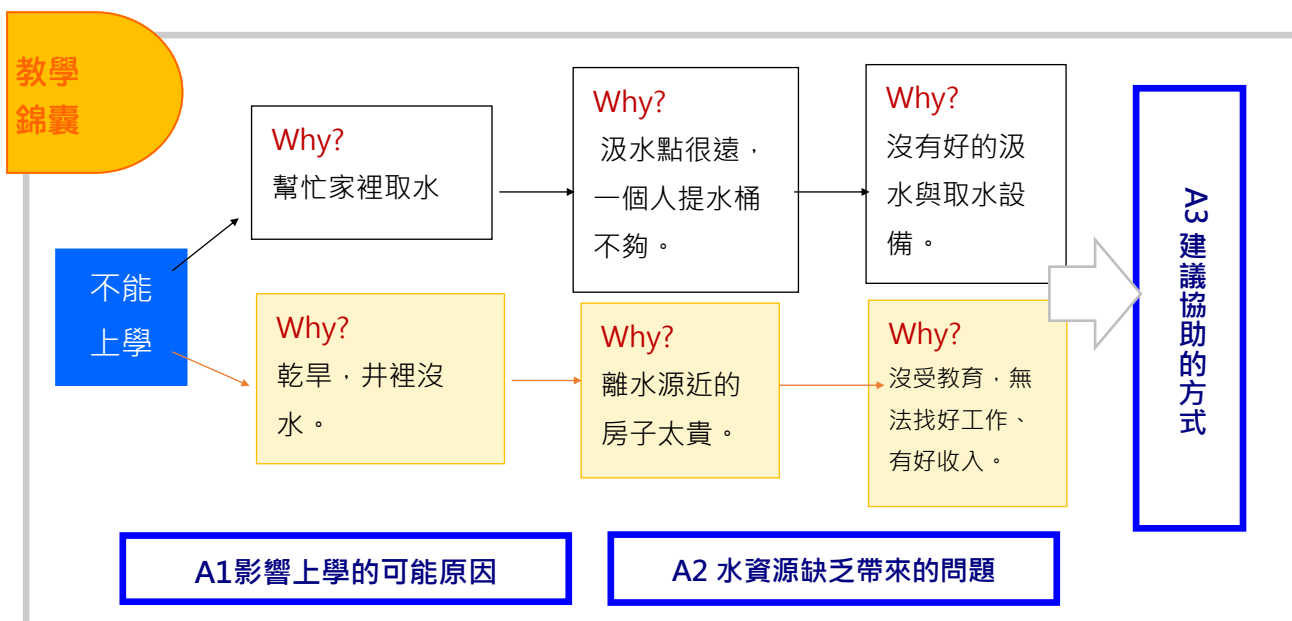 教學
錦囊
不能
上學
Why?
幫忙家裡取水
Why?
汲水點很遠，
一個人提水桶
不夠。
Why?
沒有好的汲
水與取水設
備。
Why?
乾旱，井裡沒
水。
Why?
離水源近的
房子太貴。
Why?
沒受教育，無
法找好工作、
有好收入。
A3 建議協助的方式
A1影響上學的可能原因
A2 水資源缺乏帶來的問題